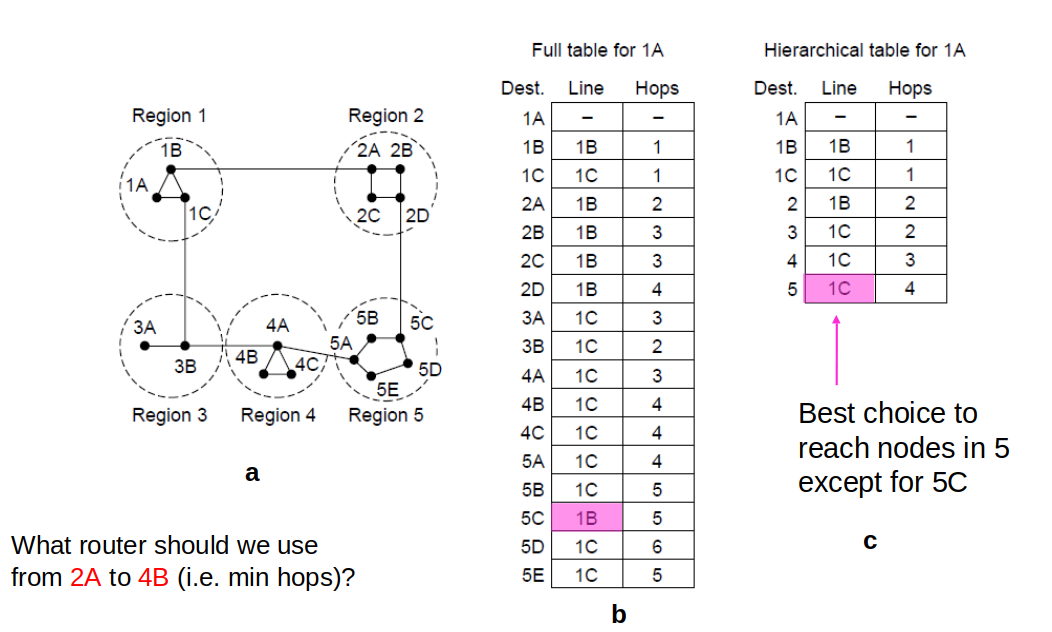 Full table for 1A
Dest. Line Hops
1A – –
1B 1B 1
1C 1C 1
2A 1B 2
2B 1B 3
2C 1B 3
2D 1B 4
3A 1C 3
3B 1C 2
4A 1C 3
4B 1C 4
4C 1C 4
5A 1C 4
5B 1C 5
5C 1B 5
5D 1C 6
5E 1C 5
b
Hierarchical table for 1A
Dest. Line Hops
1A – –
1B 1B 1
1C 1C 1
2 1B 2
3 1C 2
4 1C 3
5 1C 4
Best choice to
reach nodes in 5
except for 5C
c
Region 1 Region 2
1B 2A 2B
1A
1C 2C 2D
5B 5C
3A 4A 5A
3B 4B 4C 5D
5E
Region 3 Region 4 Region 5
a
What router should we use
from 2A to 4B (i.e. min hops)?